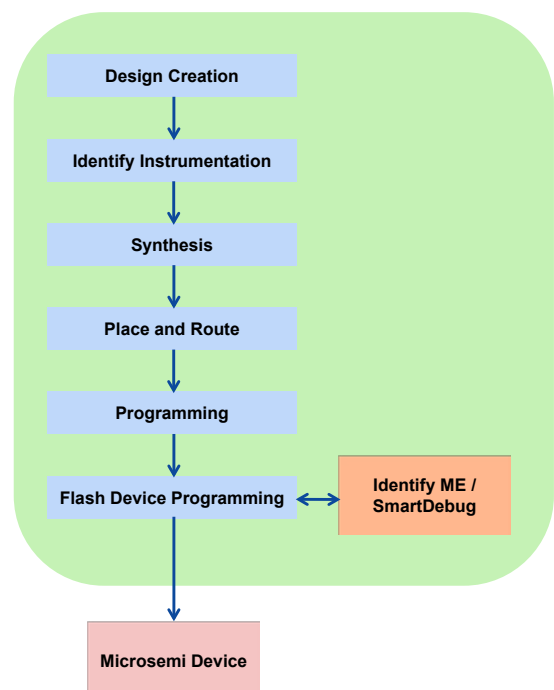 Design Creation
Identify Instrumentation
Synthesis
Place and Route
Programming
Flash Device Programming
Identify ME /
SmartDebug
Microsemi Device